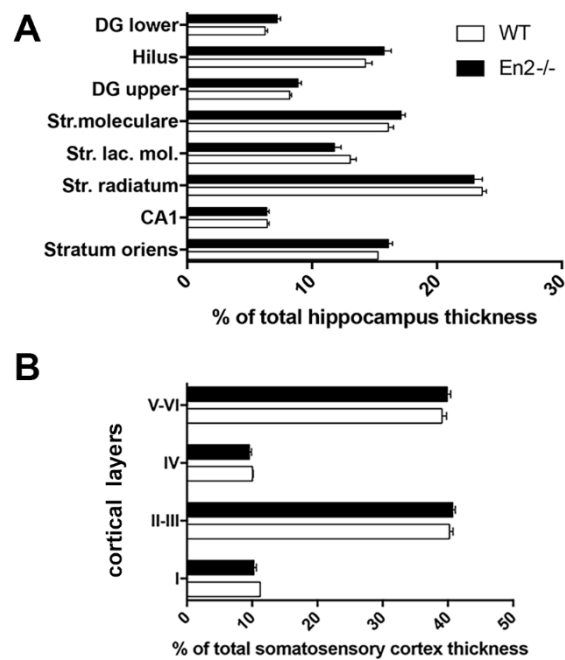 A
DG lower
Hilus
DG upper
Str.moleculare
Str. lac. mol.
Str. radiatum
CA1
Stratum oriens
WT
En2-/-
0 10 20 30
% of total hippocampus thickness
B
cortical layers
V-VI
IV
II-III
I
0 10 20 30 40 50
% of total somatosensory cortex thickness